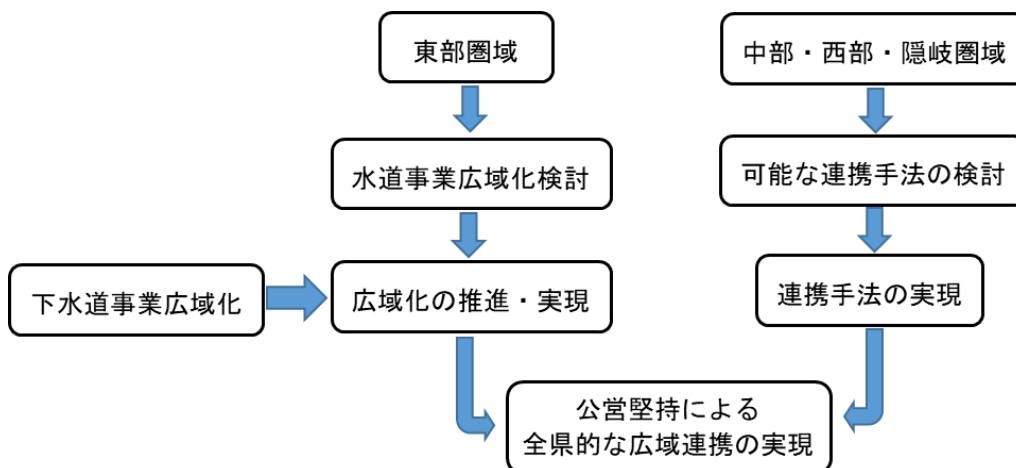 東部圏域
中部・西部・隠岐圏域
水道事業広域化検討
可能な連携手法の検討
下水道事業広域化
広域化の推進・実現
連携手法の実現
公営堅持による
全県的な広域連携の実現